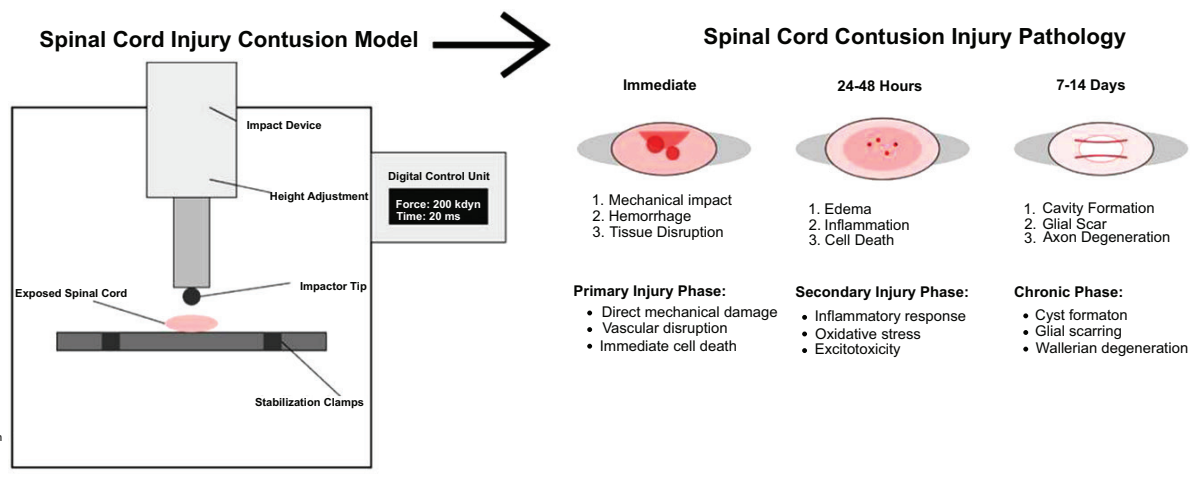 Spinal Cord Injury Contusion Model
Impact Device
Height Adjustment
Digital Control Unit
Force: 200 kdyn
Time: 20 ms
Impactor Tip
Exposed Spinal Cord
Stabilization Clamps
Spinal Cord Contusion Injury Pathology
Immediate
1. Mechanical impact
2. Hemorrhage
3. Tissue Disruption
Primary Injury Phase:
• Direct mechanical damage
• Vascular disruption
• Immediate cell death
24-48 Hours
1. Edema
2. Inflammation
3. Cell Death
Secondary Injury Phase:
• Inflammatory response
• Oxidative stress
• Excitotoxicity
7-14 Days
1. Cavity Formation
2. Glial Scar
3. Axon Degeneration
Chronic Phase:
• Cyst formaton
• Glial scarring
• Wallerian degeneration